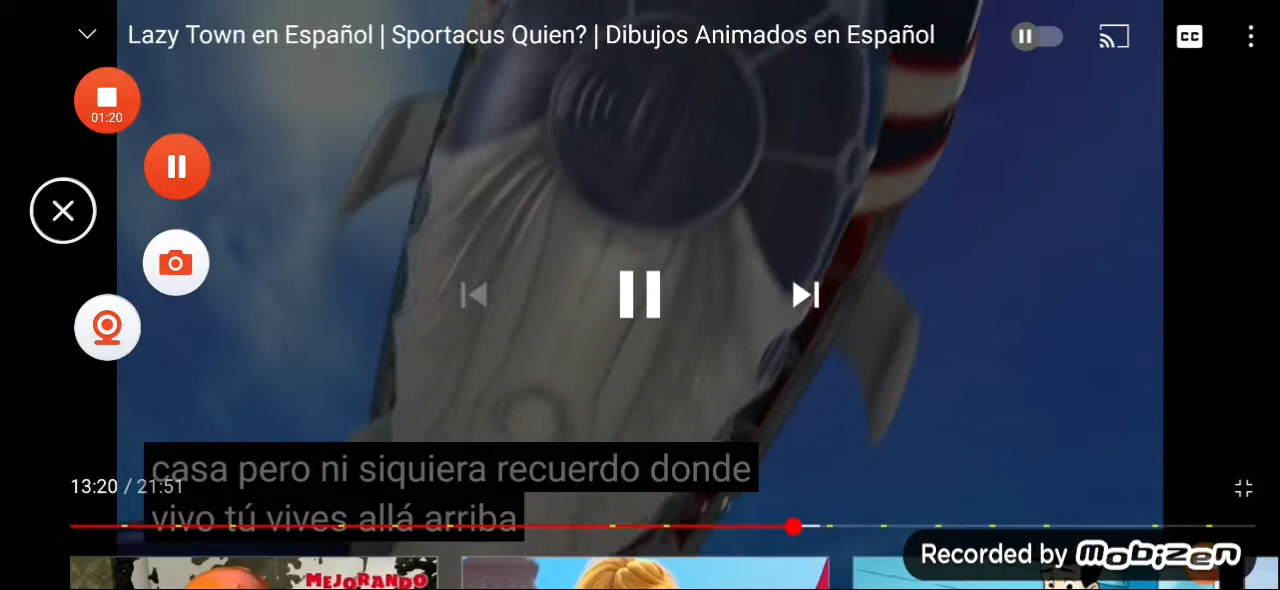 Lazy Town en Español | Sportacus Quien? | Dibujos Animados en Español
CC
01:20
casa pero ni siquiera recuerdo donde
13:20 / 21:51
vivo tú vives allá arriba
Recorded by mobizen
MEJORANDO